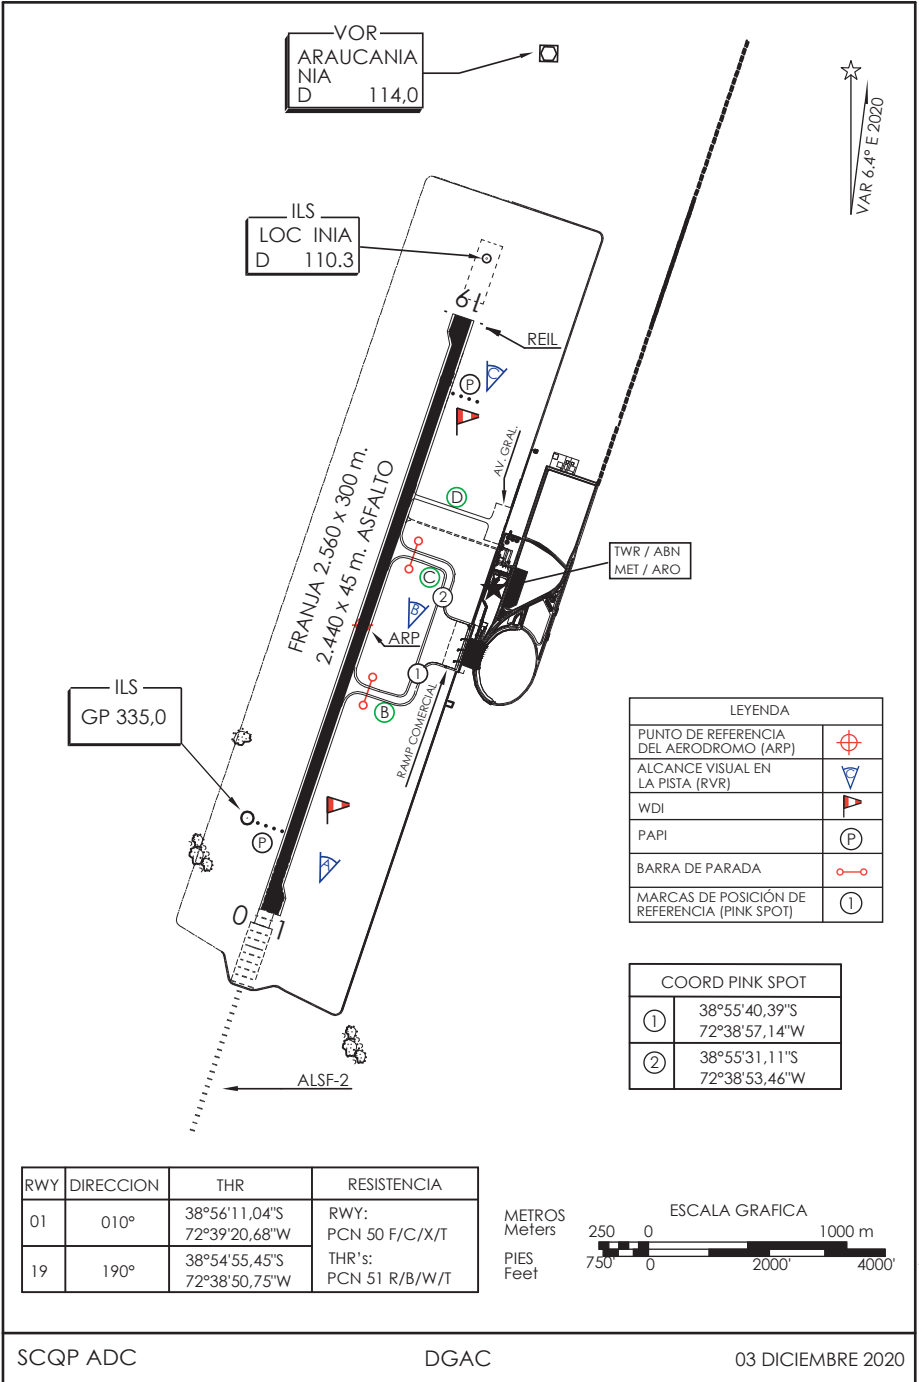 VOR
ARAUCANIA
NIA
D 114,0
VAR 6.4° E 2020
ILS
LOC INIA
D 110.3
19
REIL
C
P
AV. GRAL.
D
FRANJA 2.560 x 300 m.
2.440 x 45 m. ASFALTO
TWR / ABN
MET / ARO
C
2
B
ARP
1
B
RAMP COMERCIAL
ILS
GP 335,0
P
A
01
ALSF-2
LEYENDA
PUNTO DE REFERENCIA
DEL AERODROMO (ARP)
ALCANCE VISUAL EN
LA PISTA (RVR)
C
WDI
PAPI
P
BARRA DE PARADA
MARCAS DE POSICIÓN DE
REFERENCIA (PINK SPOT)
1
COORD PINK SPOT
1 38°55'40,39"S
72°38'57,14"W
2 38°55'31,11"S
72°38'53,46"W
RWY DIRECCION THR RESISTENCIA
01 010° 38°56'11,04"S
72°39'20,68"W
RWY:
PCN 50 F/C/X/T
19 190° 38°54'55,45"S
72°38'50,75"W
THR's:
PCN 51 R/B/W/T
ESCALA GRAFICA
METROS
Meters
250 0 1000 m
PIES
Feet
750' 0 2000' 4000'
SCQP ADC DGAC 03 DICIEMBRE 2020